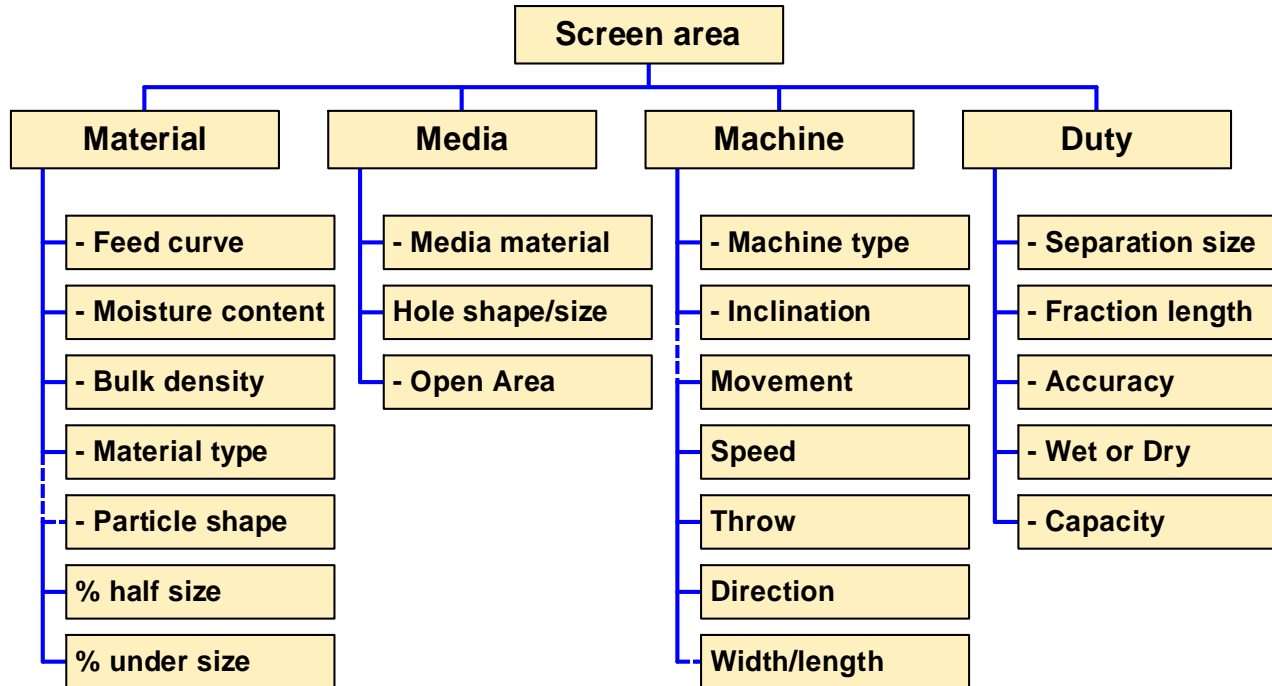 Screen area
Material
Media
Machine
Duty
- Feed curve
- Moisture content
- Bulk density
- Material type
- Particle shape
% half size
% under size
- Media material
Hole shape/size
- Open Area
- Machine type
- Inclination
Movement
Speed
Throw
Direction
Width/length
- Separation size
- Fraction length
- Accuracy
- Wet or Dry
- Capacity